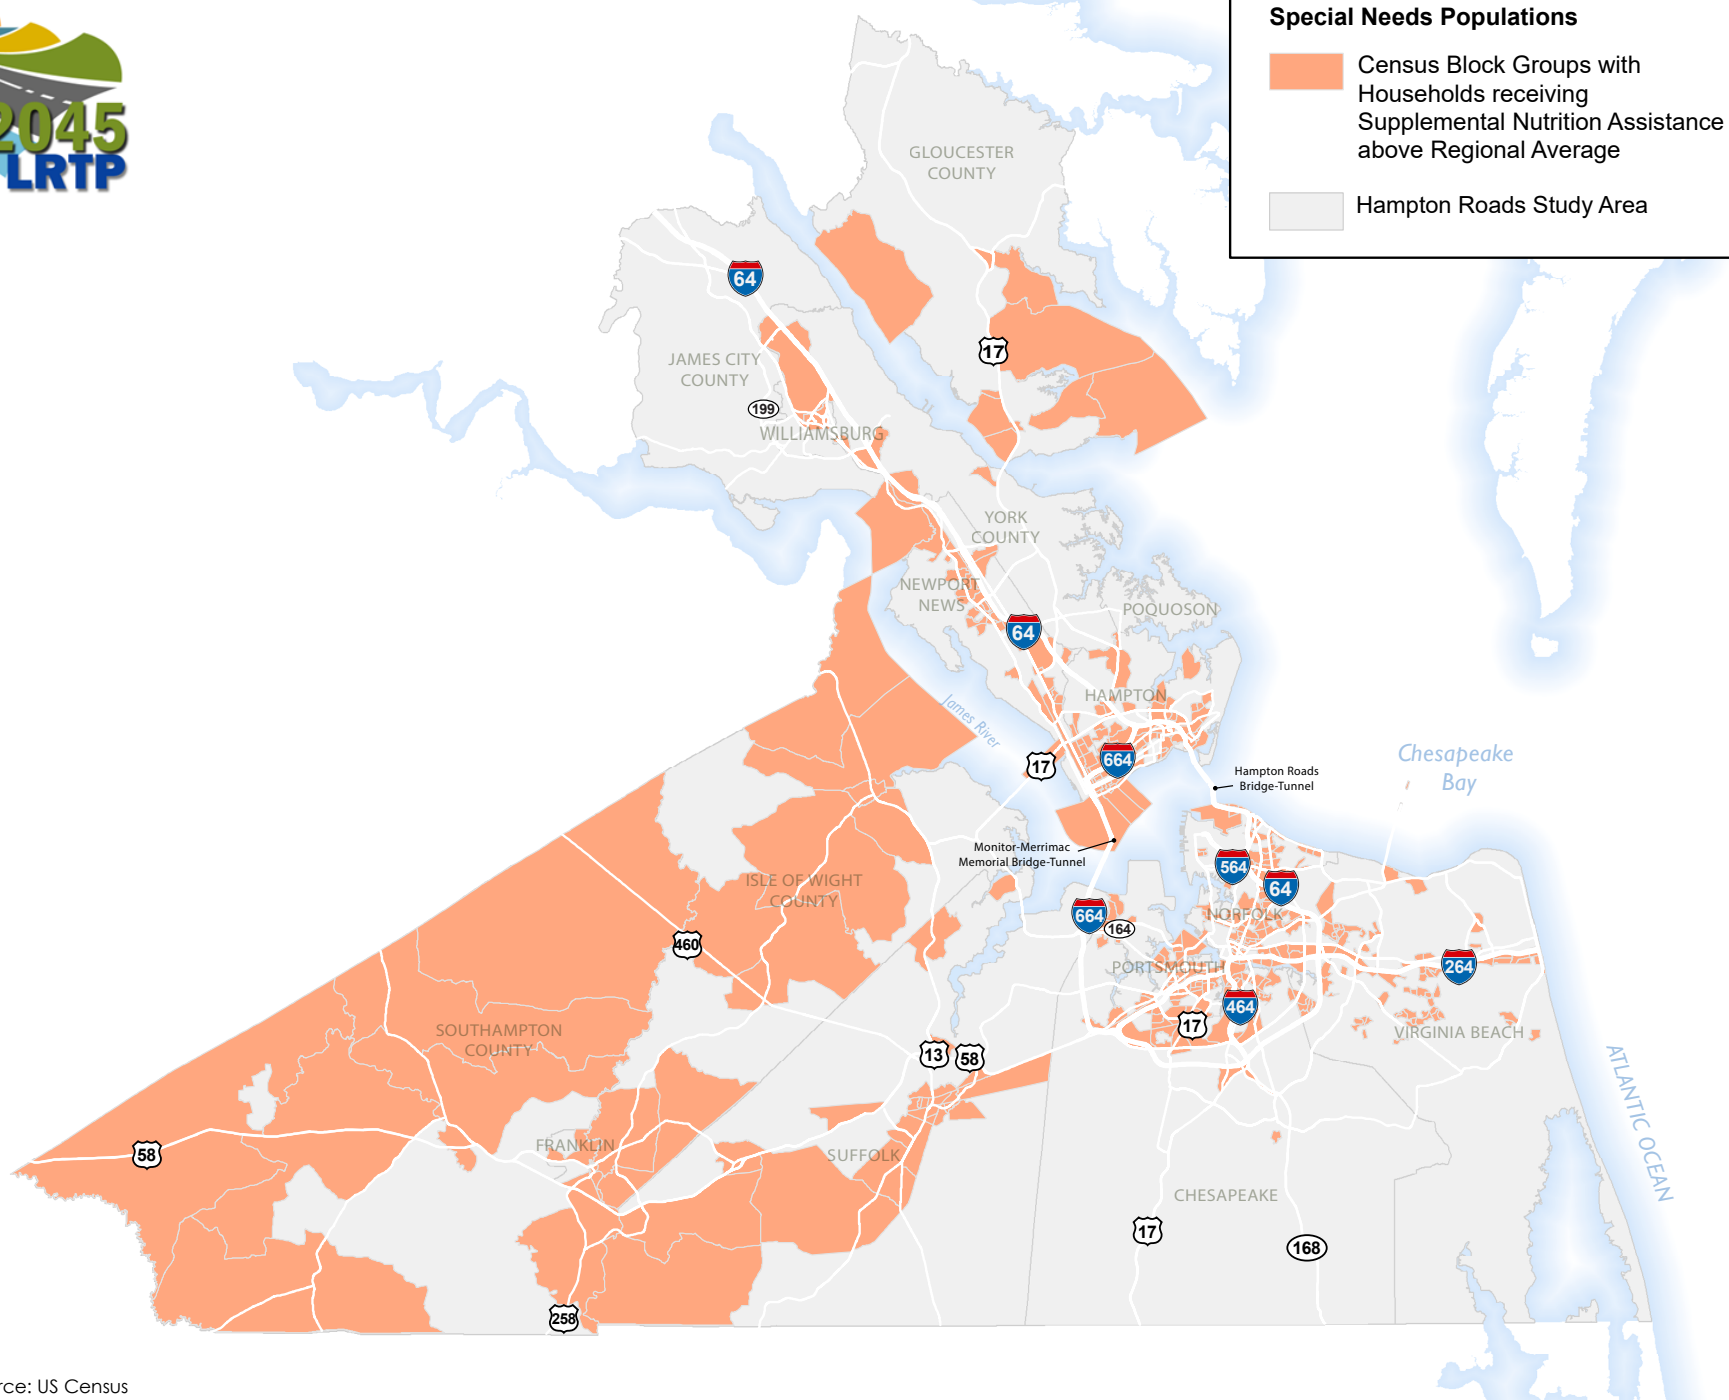 2045
LRTP
Special Needs Populations
Census Block Groups with
Households receiving
Supplemental Nutrition Assistance
above Regional Average
Hampton Roads Study Area
GLOUCESTER
COUNTY
64
17
JAMES CITY
COUNTY
199
WILLIAMSBURG
YORK
COUNTY
NEWPORT
NEWS
POQUOSON
64
HAMPTON
James River
17
664
Hampton Roads
Bridge-Tunnel
Chesapeake
Bay
Monitor-Merrimac
Memorial Bridge-Tunnel
564
64
ISLE OF WIGHT
COUNTY
664
164
NORFOLK
460
PORTSMOUTH
264
464
17
SOUTHAMPTON
COUNTY
VIRGINIA BEACH
13
58
ATLANTIC OCEAN
58
FRANKLIN
SUFFOLK
CHESAPEAKE
17
168
258
rce: US Census